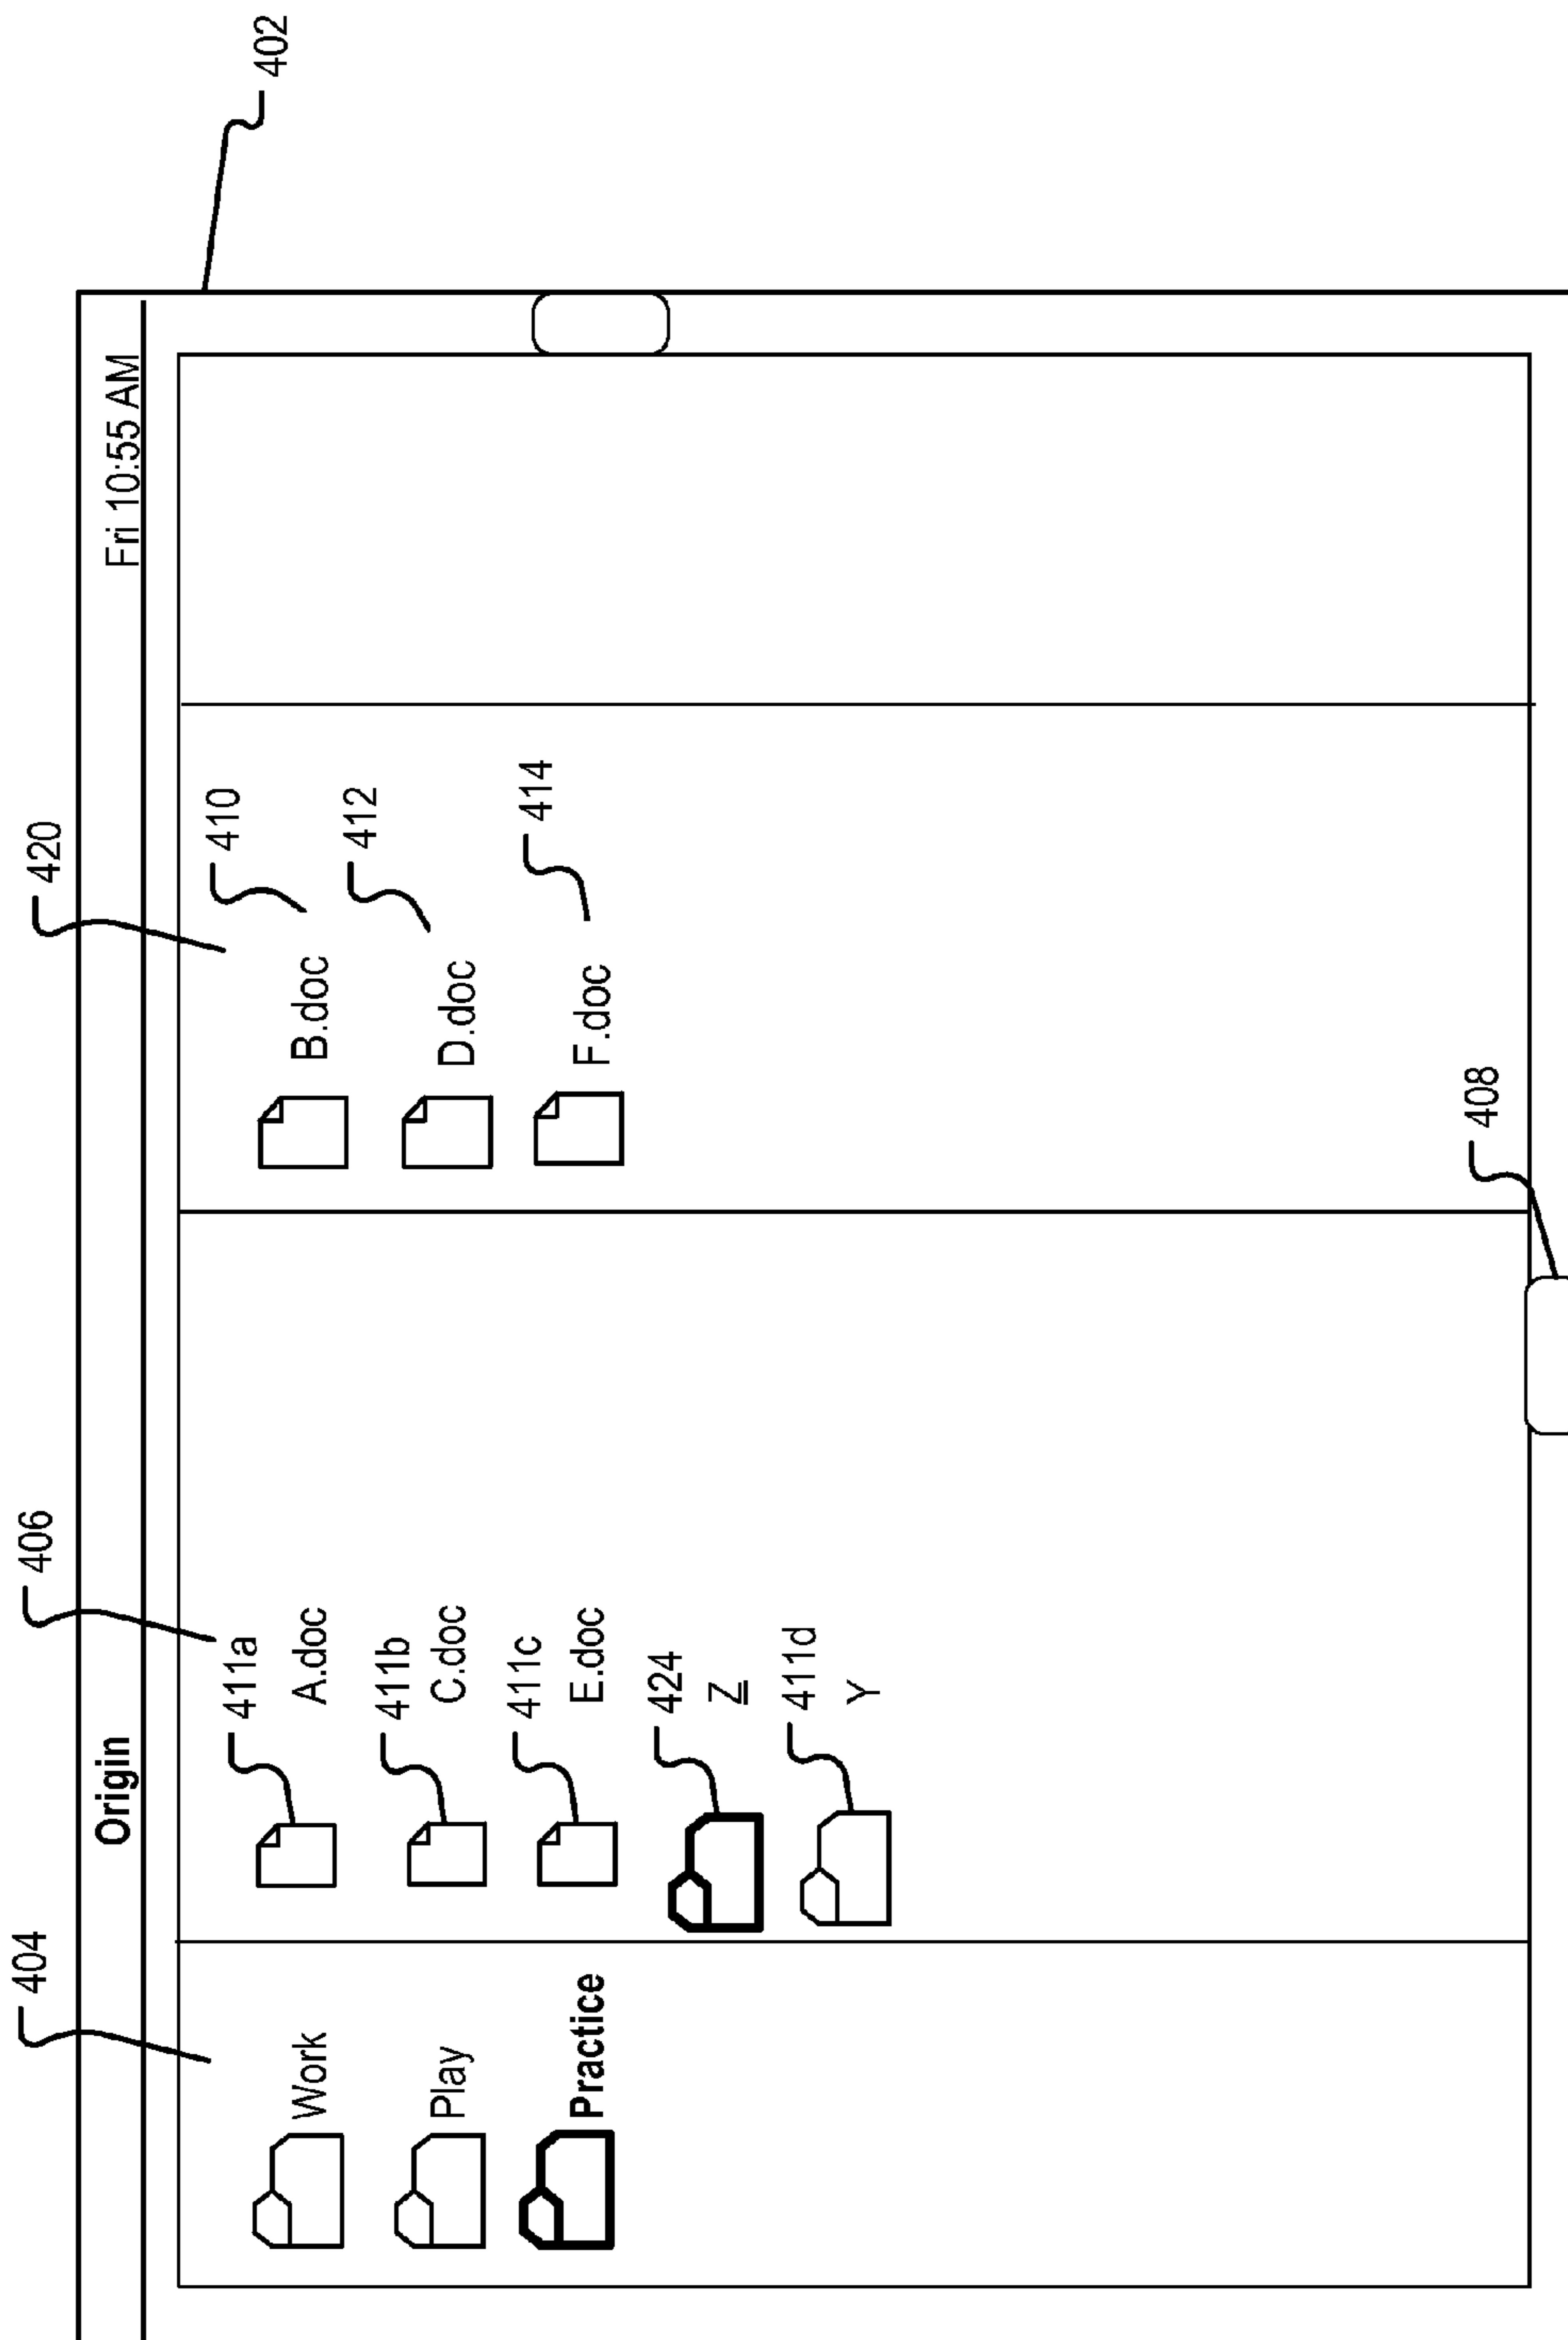 402
Origin
Fri 10:55 AM
404
406
420
Work
Play
Practice
411a
A.doc
411b
C.doc
411c
E.doc
424
Z
411d
Y
410
B.doc
412
D.doc
414
F.doc
408